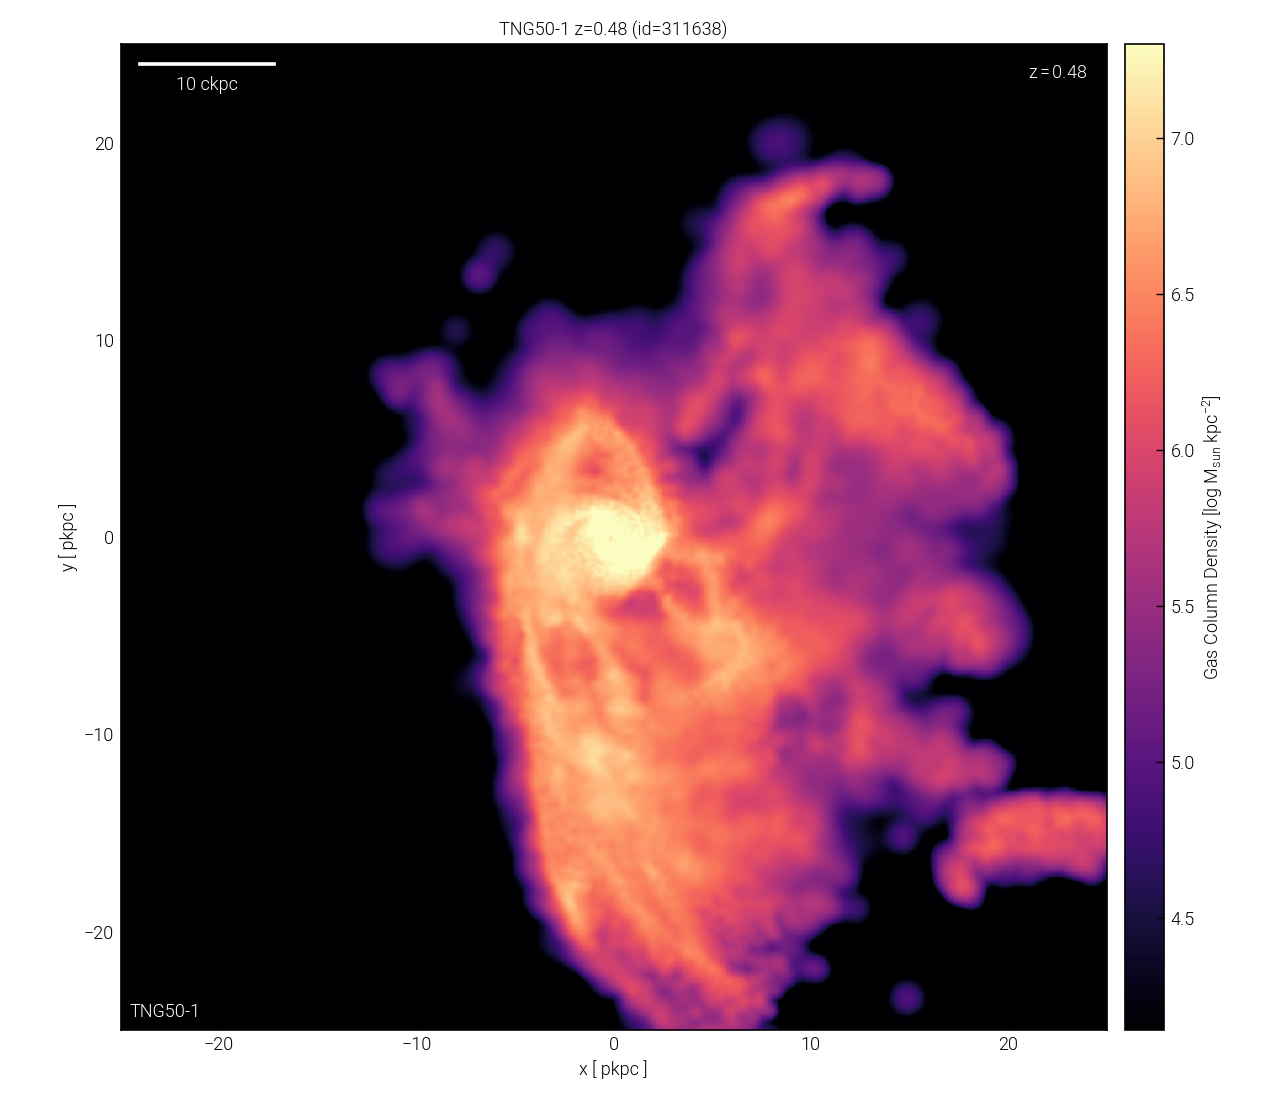 TNG50-1 z=0.48 (id=311638)
10 ckpc
z = 0.48
20
10
0
−10
−20
y [ pkpc ]
TNG50-1
−20
−10
0
10
20
x [ pkpc ]
7.0
6.5
6.0
5.5
5.0
4.5
Gas Column Density [log M_sun kpc^−2]